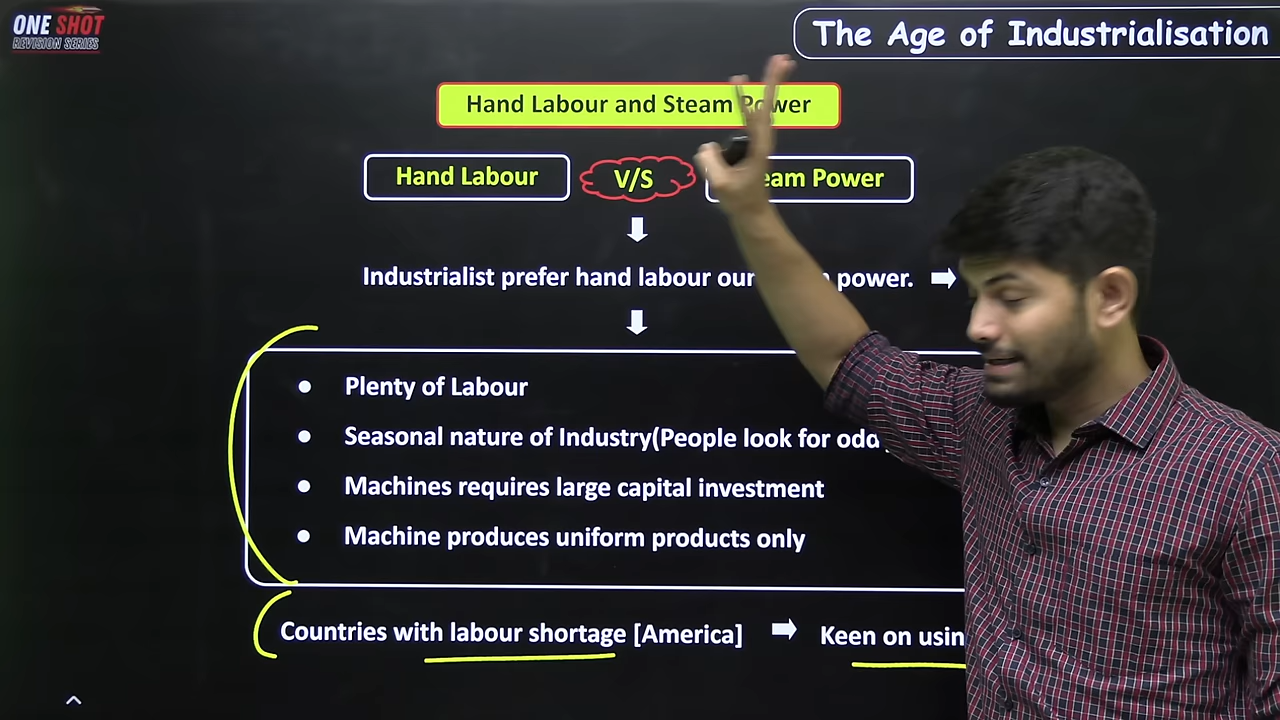 ONE SHOT
REVISION SERIES
The Age of Industrialisation
Hand Labour and Steam Power
Hand Labour
V/S
eam Power
Industrialist prefer hand labour our power.
• Plenty of Labour
• Seasonal nature of Industry(People look for odd
• Machines requires large capital investment
• Machine produces uniform products only
Countries with labour shortage [America]
Keen on usin